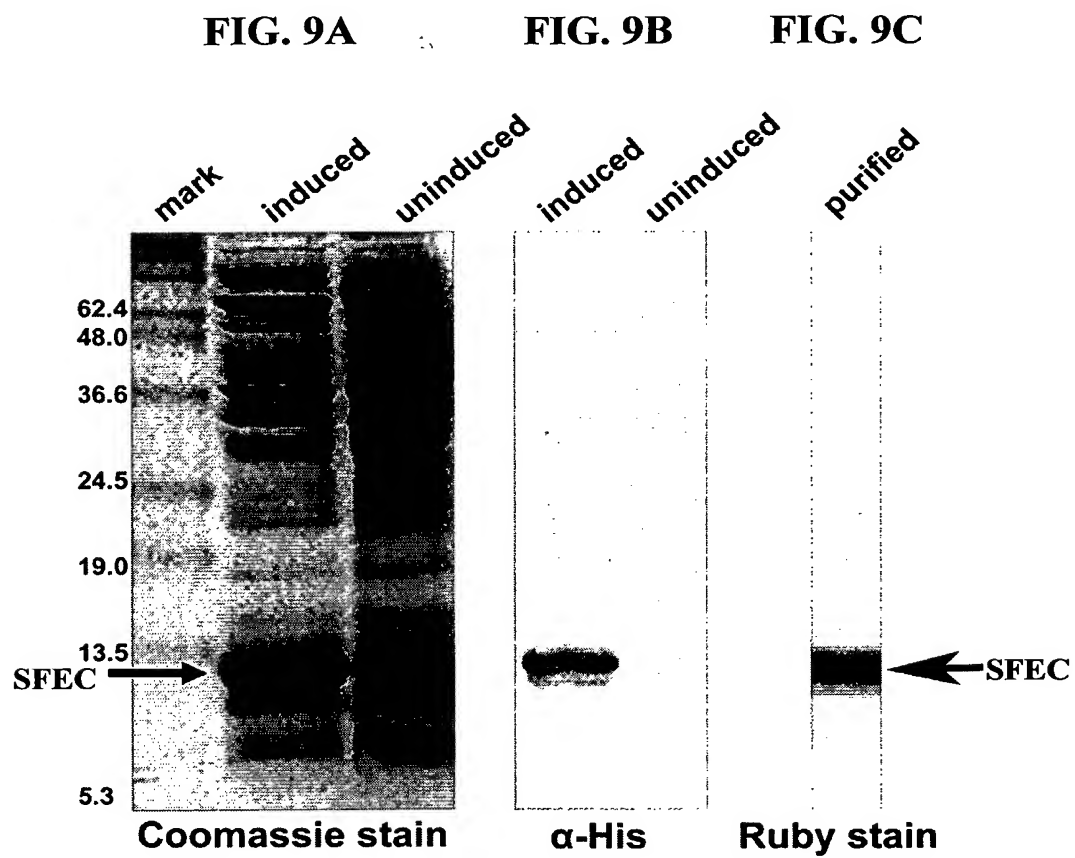 FIG. 9A FIG. 9B FIG. 9C
mark induced uninduced induced uninduced purified
62.4
48.0
36.6
24.5
19.0
13.5
SFEC SFEC
5.3
Coomassie stain α-His Ruby stain